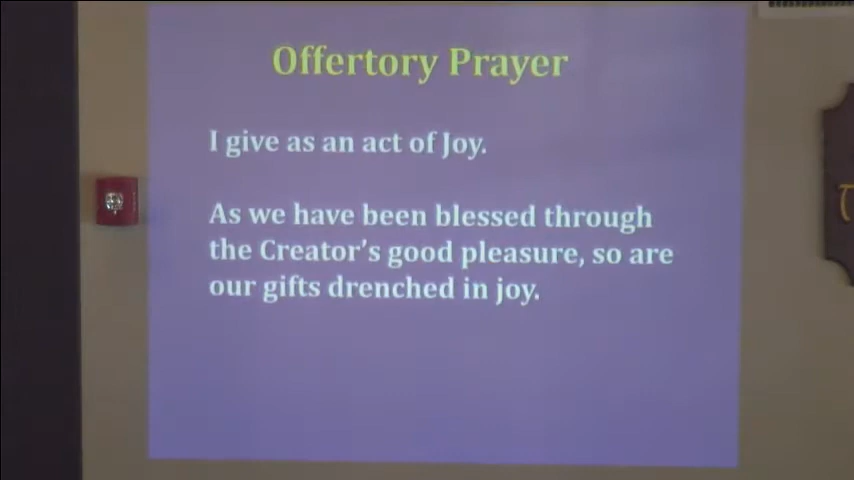 Offertory Prayer
I give as an act of Joy.
As we have been blessed through
the Creator's good pleasure, so are
our gifts drenched in joy.